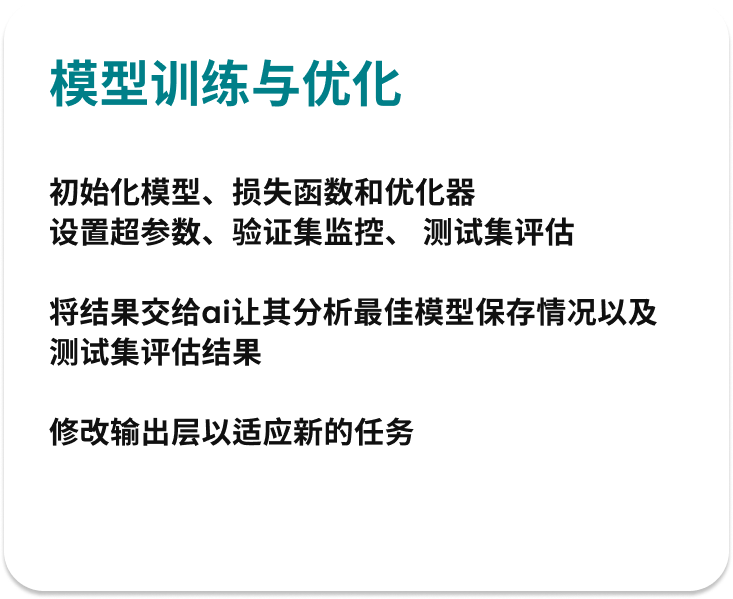 模型训练与优化
初始化模型、损失函数和优化器
设置超参数、验证集监控、 测试集评估
将结果交给ai让其分析最佳模型保存情况以及
测试集评估结果
修改输出层以适应新的任务